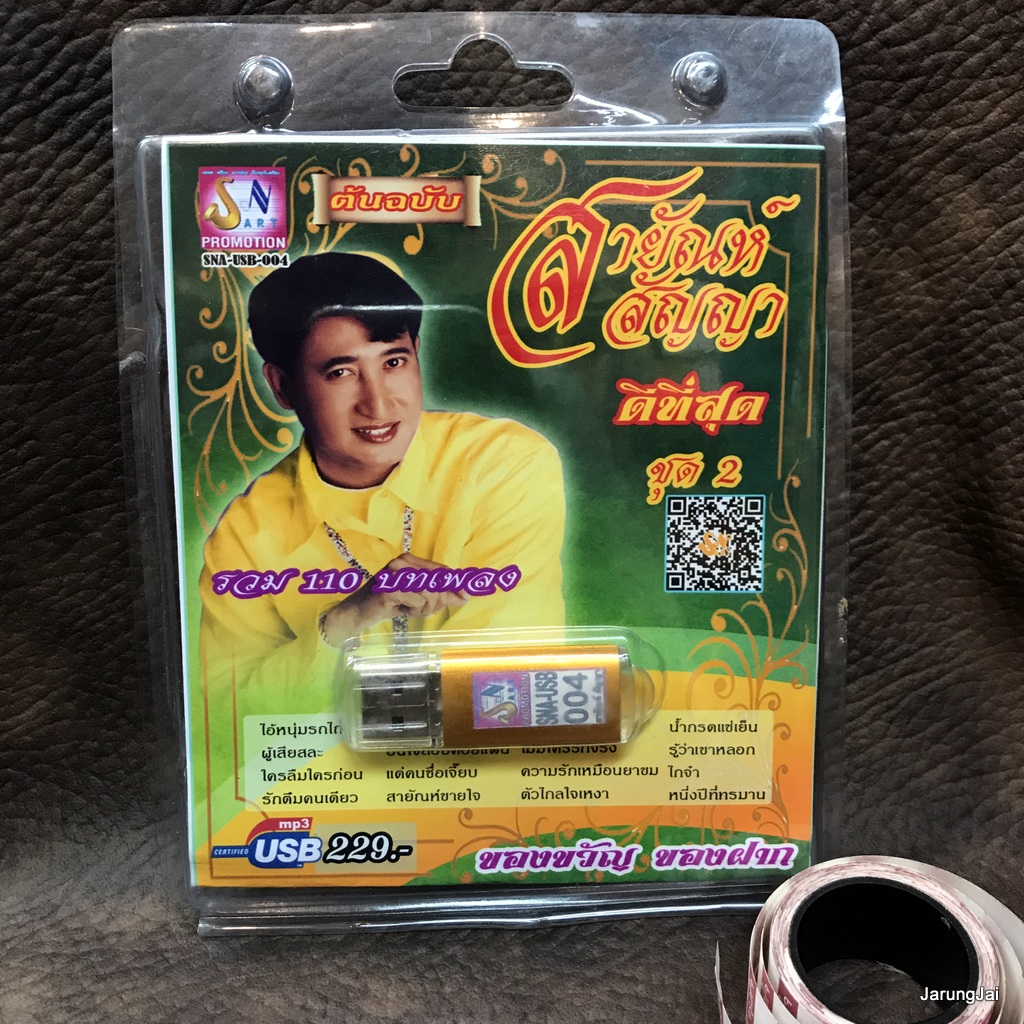 S N
ART
PROMOTION
SNA-USB-004
ต้นฉบับ
สายัณห์
สัญญา
ดีที่สุด
ชุด 2
รวม 110 บทเพลง
SN
ART
PROMOTION
SNA-USB
004
ไอ้หนุ่มรถไถ น้ำกรดแช่เย็น
ผู้เสียสละ รู้ว่าเขาหลอก
ใครลืมใครก่อน แด่คนชื่อเจี๊ยบ ความรักเหมือนยาขม ไก่จ๋า
รักดึมคนเดียว สายัณห์ขายใจ ตัวไกลใจเหงา หนึ่งปีที่ทรมาน
mp3
CERTIFIED USB 229.-
ของขวัญ ของฝาก
JarungJai